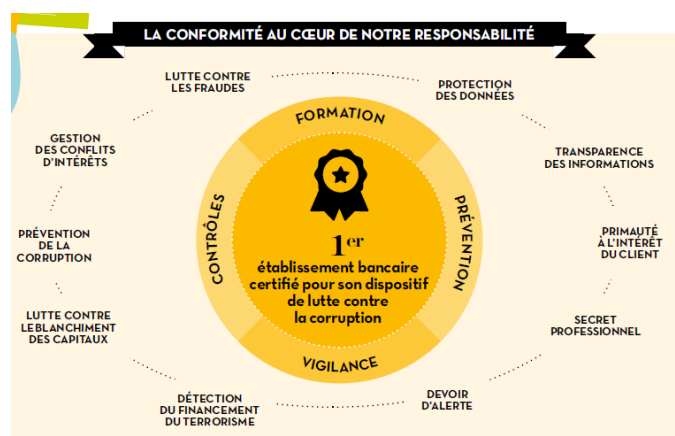 LA CONFORMITÉ AU CŒUR DE NOTRE RESPONSABILITÉ
LUTTE CONTRE
LES FRAUDES
PROTECTION
DES DONNÉES
GESTION
DES CONFLITS
D'INTÉRÊTS
TRANSPARENCE
DES INFORMATIONS
PRÉVENTION
DE LA
CORRUPTION
PRIMAUTÉ
À L'INTÉRÊT
DU CLIENT
LUTTE CONTRE
LE BLANCHIMENT
DES CAPITAUX
SECRET
PROFESSIONNEL
DÉTECTION
DU FINANCEMENT
DU TERRORISME
DEVOIR
D'ALERTE
FORMATION
PRÉVENTION
VIGILANCE
CONTRÔLES
1er
établissement bancaire
certifié pour son dispositif
de lutte contre
la corruption